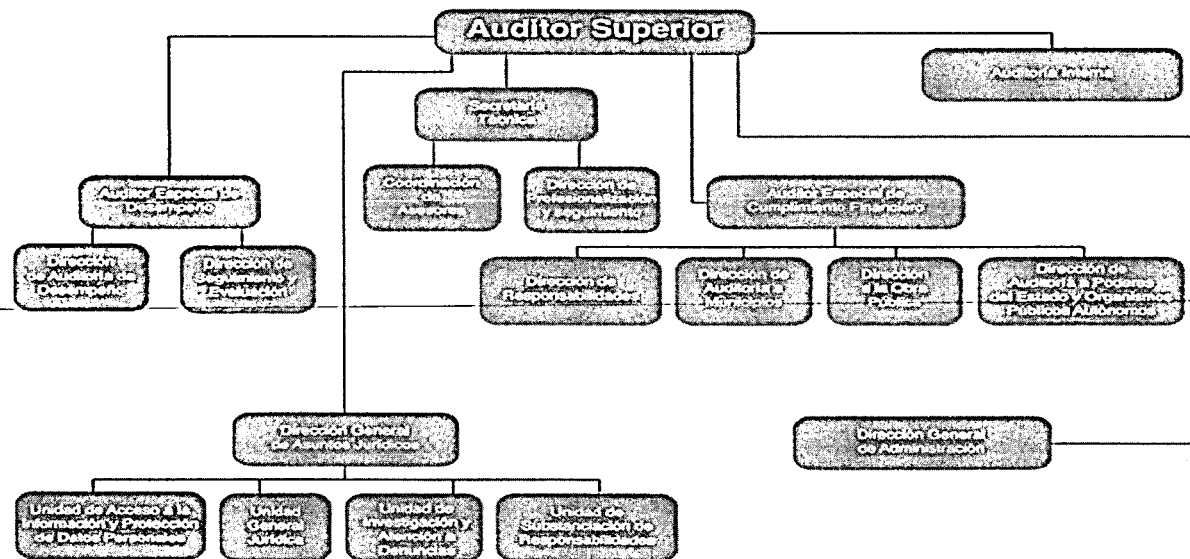 Auditor Superior
Auditoría Interna
Secretaría
Técnica
Auditor Especial de
Desempeño
Coordinación
de
Asesores
Dirección de
Profesionalización
y seguimiento
Auditor Especial de
Cumplimiento Financiero
Dirección
de Auditoría de
Desempeño
Dirección de
Seguimiento y
Evaluación
Dirección de
Responsabilidades
Dirección de
Auditoría a
Municipios
Dirección
a la Obra
Pública
Dirección de
Auditoría a Poderes
del Estado y Organismos
Públicos Autónomos
Dirección General
de Asuntos Jurídicos
Dirección General
de Administración
Unidad de Acceso a la
Información y Protección
de Datos Personales
Unidad
General
Jurídica
Unidad de
Investigación y
Atención a
Denuncias
Unidad de
Substanciación de
Responsabilidades